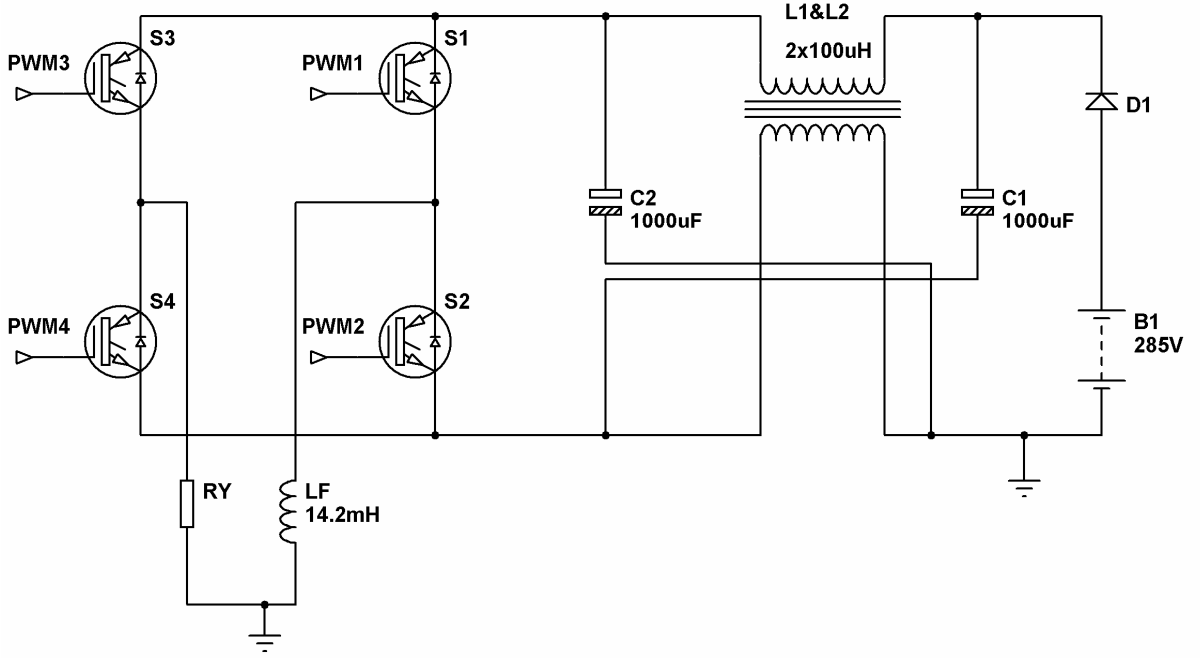 L1&L2
S3
S1
2x100uH
PWM3
PWM1
D1
C2
1000uF
C1
1000uF
S4
S2
PWM4
PWM2
B1
285V
RY
LF
14.2mH